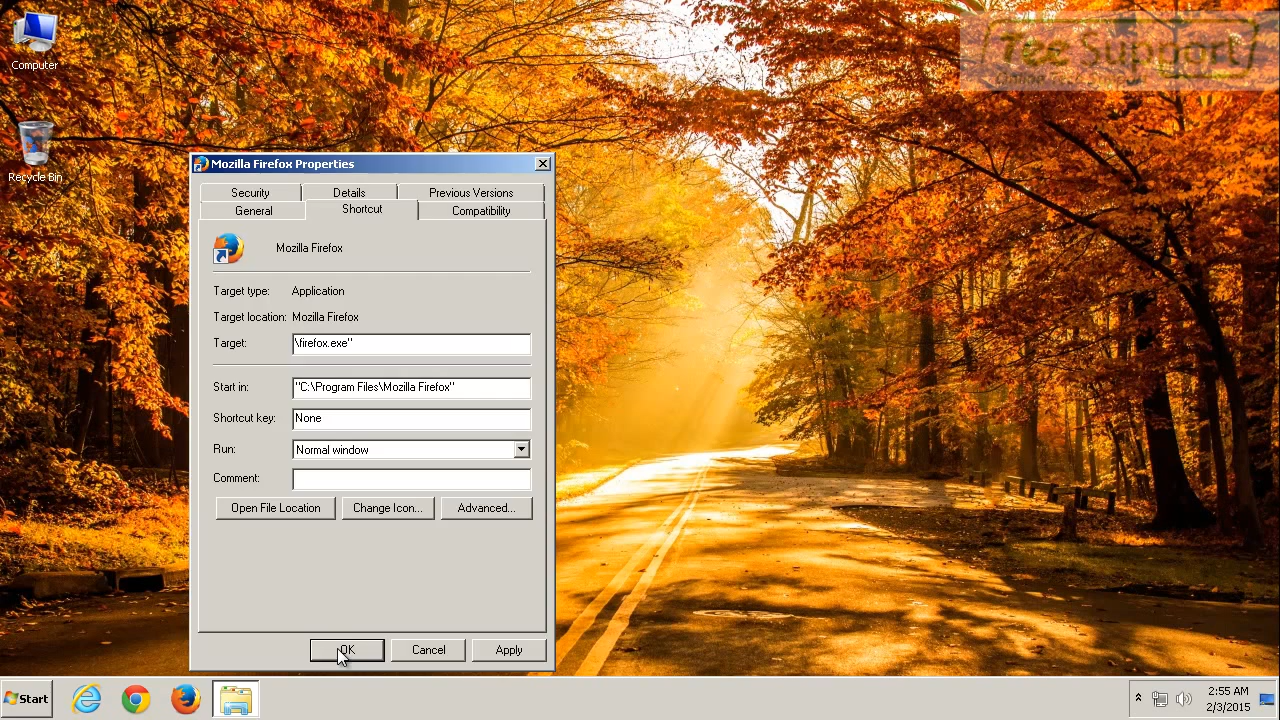 Computer
Recycle Bin
Tee Support
Mozilla Firefox Properties
Security Details Previous Versions
General Shortcut Compatibility
Mozilla Firefox
Target type: Application
Target location: Mozilla Firefox
Target: \firefox.exe"
Start in: "C:\Program Files\Mozilla Firefox"
Shortcut key: None
Run: Normal window
Comment:
Open File Location Change Icon... Advanced...
OK Cancel Apply
Start
2:55 AM
2/3/2015